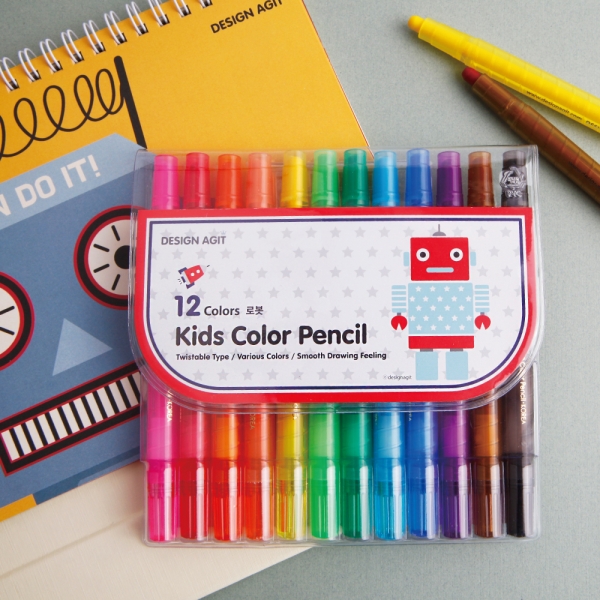 DESIGN AGIT
N DO IT!
DESIGN AGIT
12 Colors 로봇
Kids Color Pencil
Twistable Type / Various Colors / Smooth Drawing Feeling
© designagit